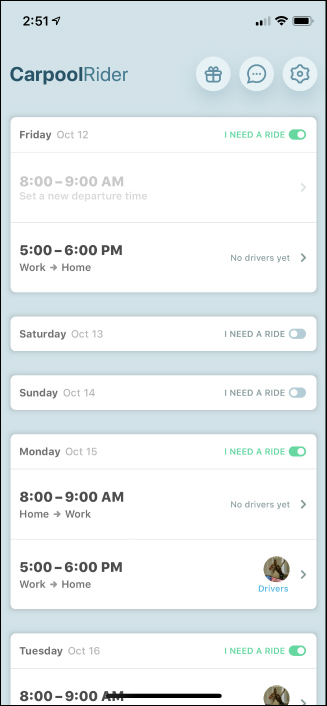 2:51
CarpoolRider
Friday Oct 12 I NEED A RIDE
8:00 – 9:00 AM
Set a new departure time
5:00 – 6:00 PM
No drivers yet
Work → Home
Saturday Oct 13 I NEED A RIDE
Sunday Oct 14 I NEED A RIDE
Monday Oct 15 I NEED A RIDE
8:00 – 9:00 AM
No drivers yet
Home → Work
5:00 – 6:00 PM
Work → Home
Drivers
Tuesday Oct 16 I NEED A RIDE
8:00 – 9:00 AM